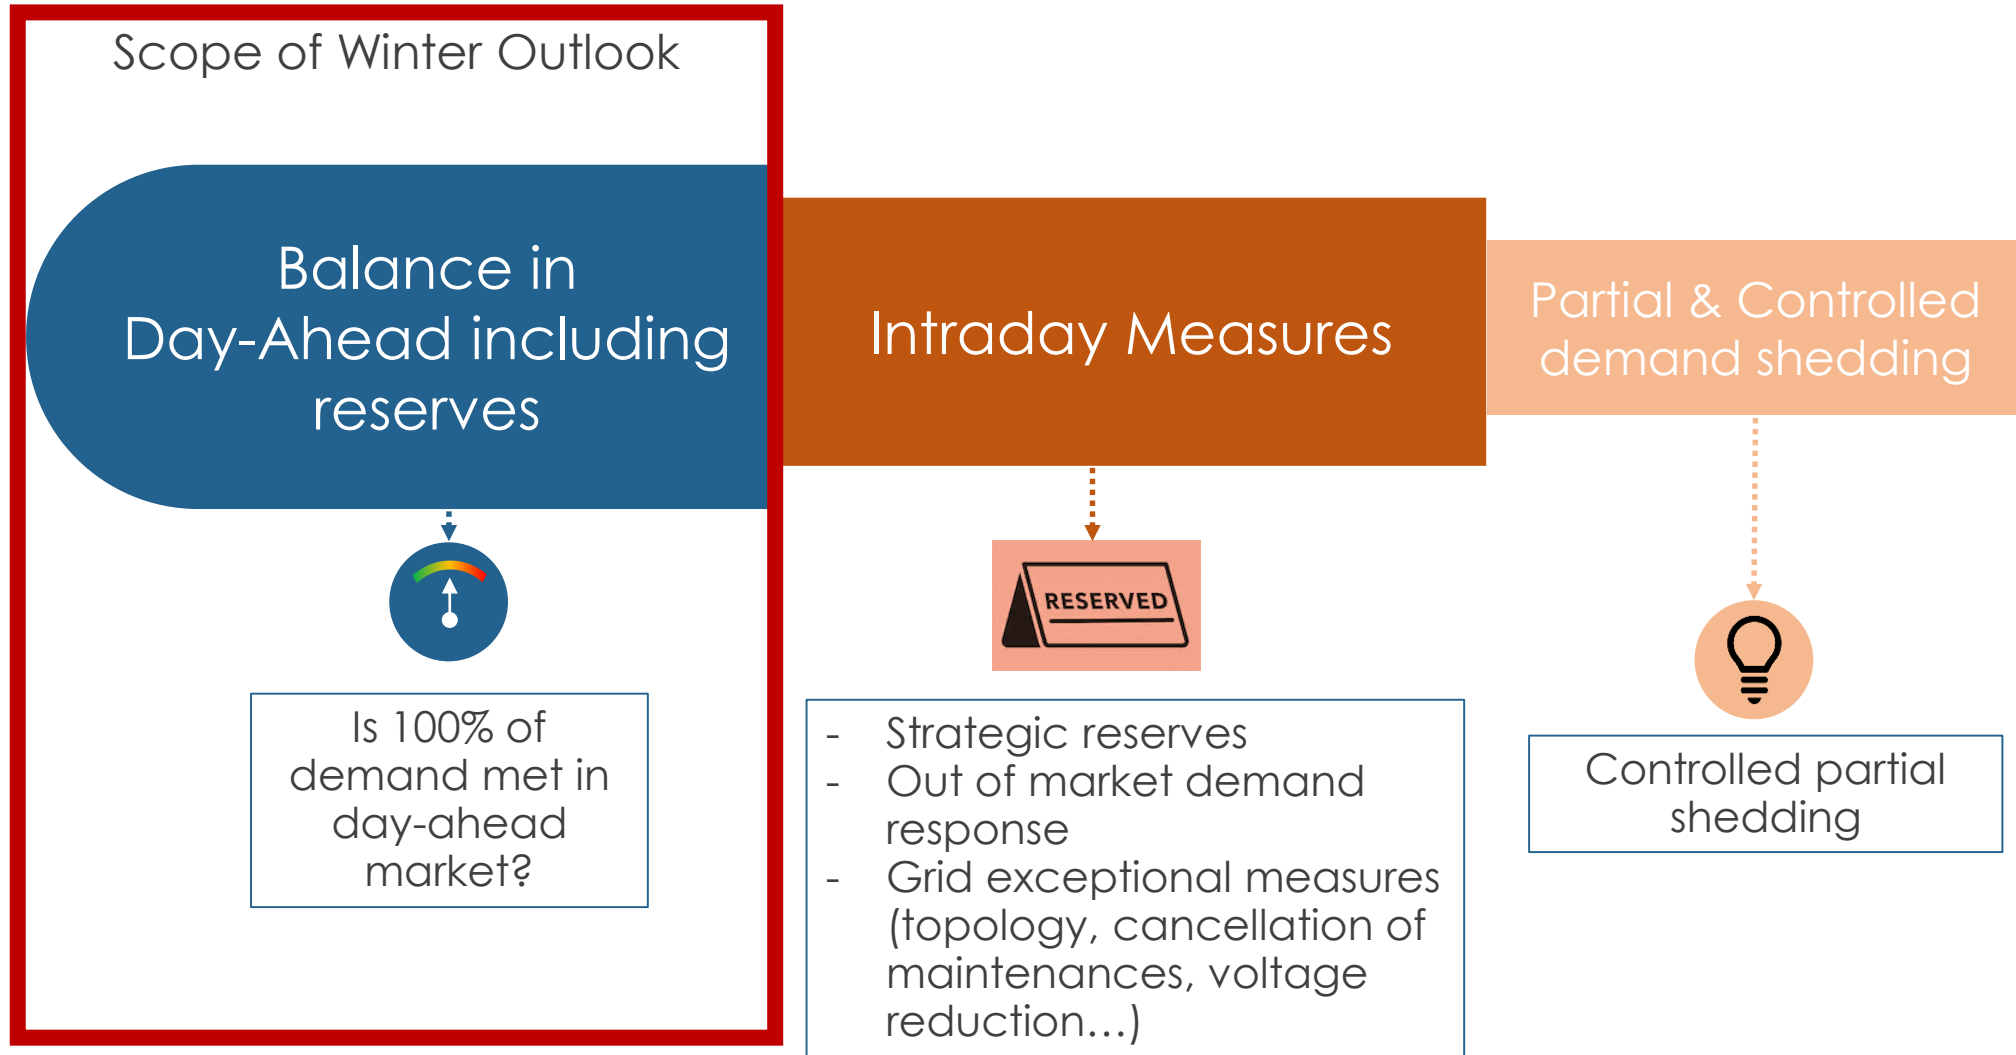 Scope of Winter Outlook
Balance in
Day-Ahead including
reserves
Intraday Measures
Partial & Controlled
demand shedding
RESERVED
Is 100% of
demand met in
day-ahead
market?
- Strategic reserves
- Out of market demand
response
- Grid exceptional measures
(topology, cancellation of
maintenances, voltage
reduction…)
Controlled partial
shedding